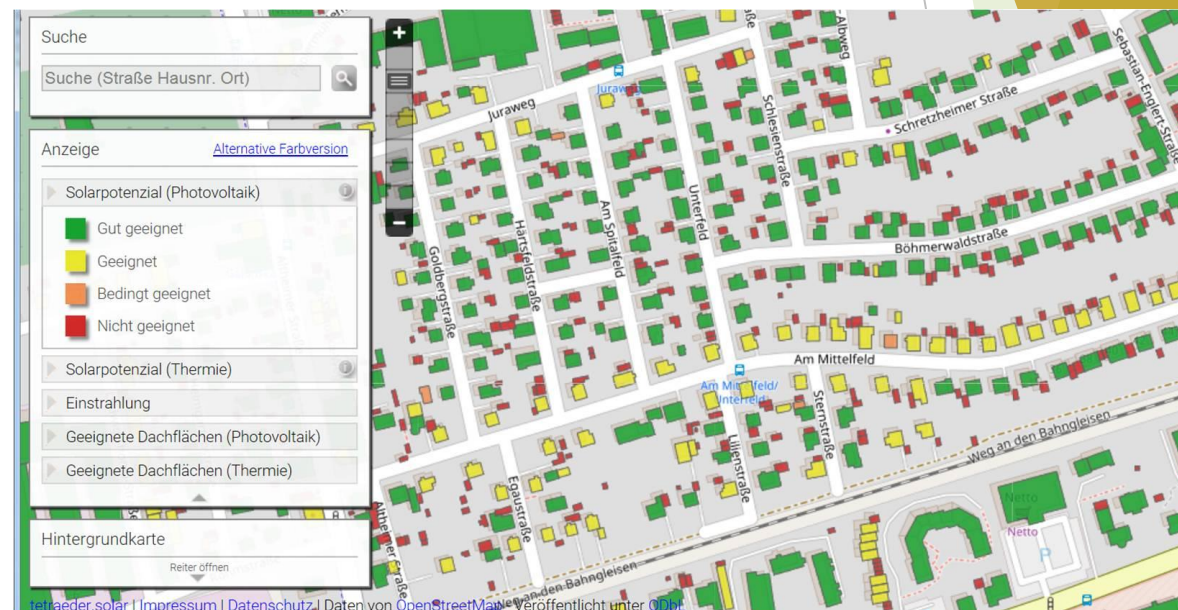 Suche
Suche (Straße Hausnr. Ort)
Anzeige
Alternative Farbversion
Solarpotenzial (Photovoltaik)
Gut geeignet
Geeignet
Bedingt geeignet
Nicht geeignet
Solarpotenzial (Thermie)
Einstrahlung
Geeignete Dachflächen (Photovoltaik)
Geeignete Dachflächen (Thermie)
Hintergrundkarte
Reiter öffnen
tetraeder.solar | Impressum | Datenschutz | Daten von OpenStreetMap - Veröffentlicht unter ODbL
Juraweg
Juraweg
Albweg
Schlesienstraße
Schretzheimer Straße
Sebastian-Englert-Straße
Goldbergstraße
Härtsfeldstraße
Am Spitalfeld
Unterfeld
Böhmerwaldstraße
Am Mittelfeld
Am Mittelfeld/
Unterfeld
Sternstraße
Lilienstraße
Egaustraße
Altheimer Straße
Weg an den Bahngleisen
Weg an den Bahngleisen
Netto
Netto
P